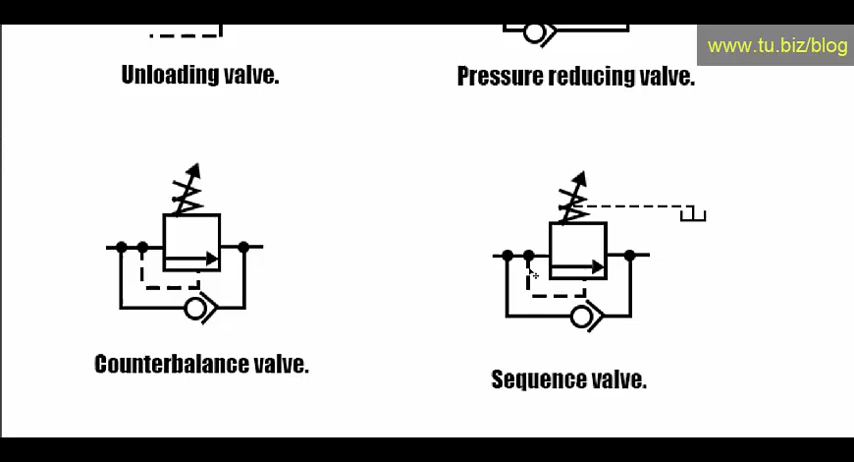 www.tu.biz/blog
Unloading valve.
Pressure reducing valve.
Counterbalance valve.
Sequence valve.